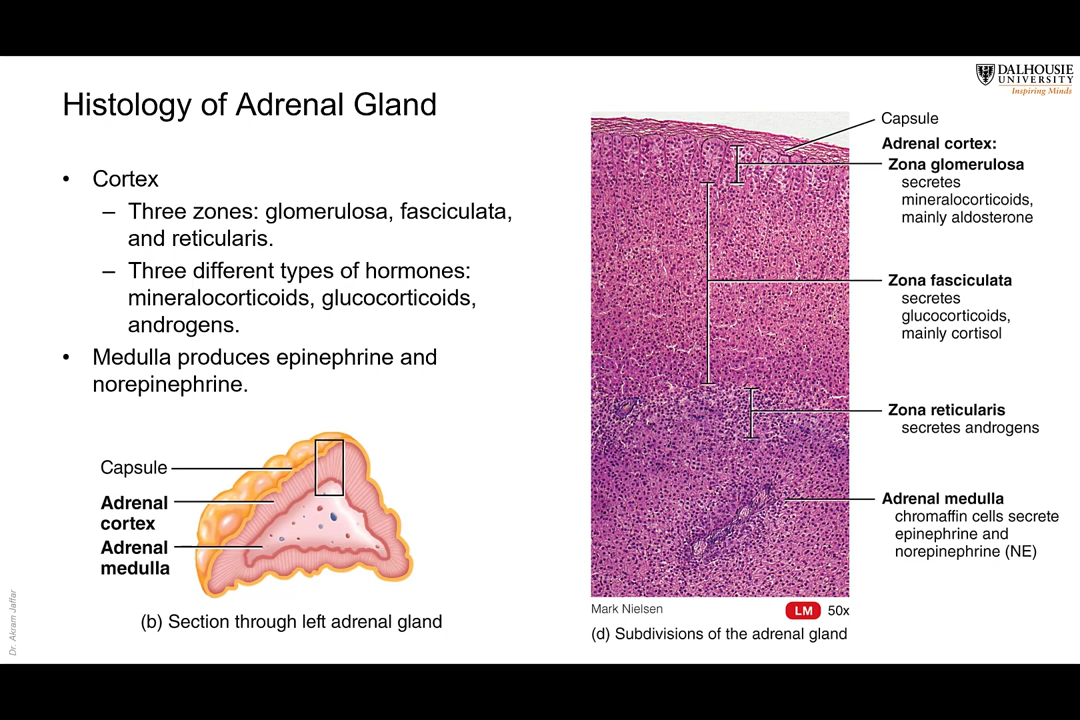 DALHOUSIE
UNIVERSITY
Inspiring Minds
Histology of Adrenal Gland
• Cortex
– Three zones: glomerulosa, fasciculata,
and reticularis.
– Three different types of hormones:
mineralocorticoids, glucocorticoids,
androgens.
• Medulla produces epinephrine and
norepinephrine.
Capsule
Adrenal
cortex
Adrenal
medulla
(b) Section through left adrenal gland
Dr. Akram Jaffar
Capsule
Adrenal cortex:
Zona glomerulosa
secretes
mineralocorticoids,
mainly aldosterone
Zona fasciculata
secretes
glucocorticoids,
mainly cortisol
Zona reticularis
secretes androgens
Adrenal medulla
chromaffin cells secrete
epinephrine and
norepinephrine (NE)
Mark Nielsen
LM 50x
(d) Subdivisions of the adrenal gland